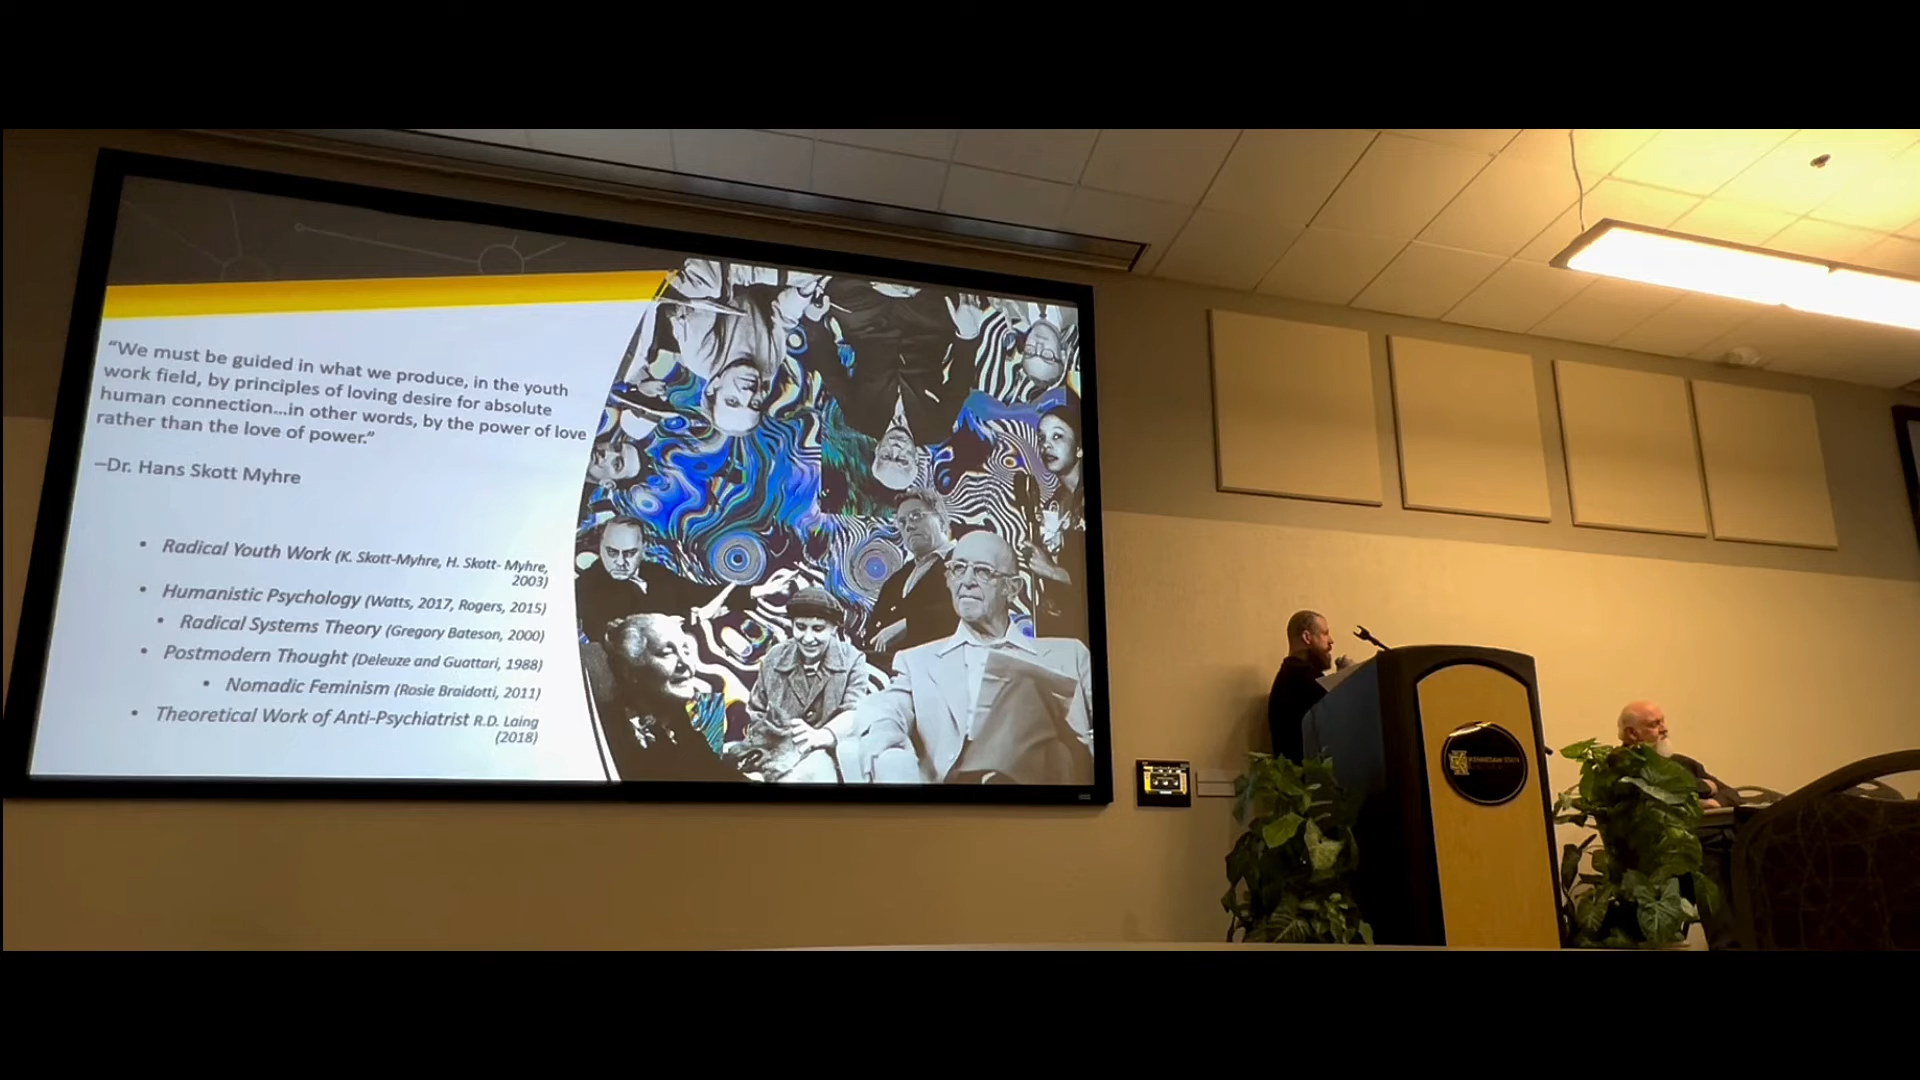 “We must be guided in what we produce, in the youth
work field, by principles of loving desire for absolute
human connection...in other words, by the power of love
rather than the love of power.”
–Dr. Hans Skott Myhre
• Radical Youth Work (K. Skott-Myhre, H. Skott- Myhre,
2003)
• Humanistic Psychology (Watts, 2017, Rogers, 2015)
• Radical Systems Theory (Gregory Bateson, 2000)
• Postmodern Thought (Deleuze and Guattari, 1988)
• Nomadic Feminism (Rosie Braidotti, 2011)
• Theoretical Work of Anti-Psychiatrist R.D. Laing
(2018)
KENNESAW STATE